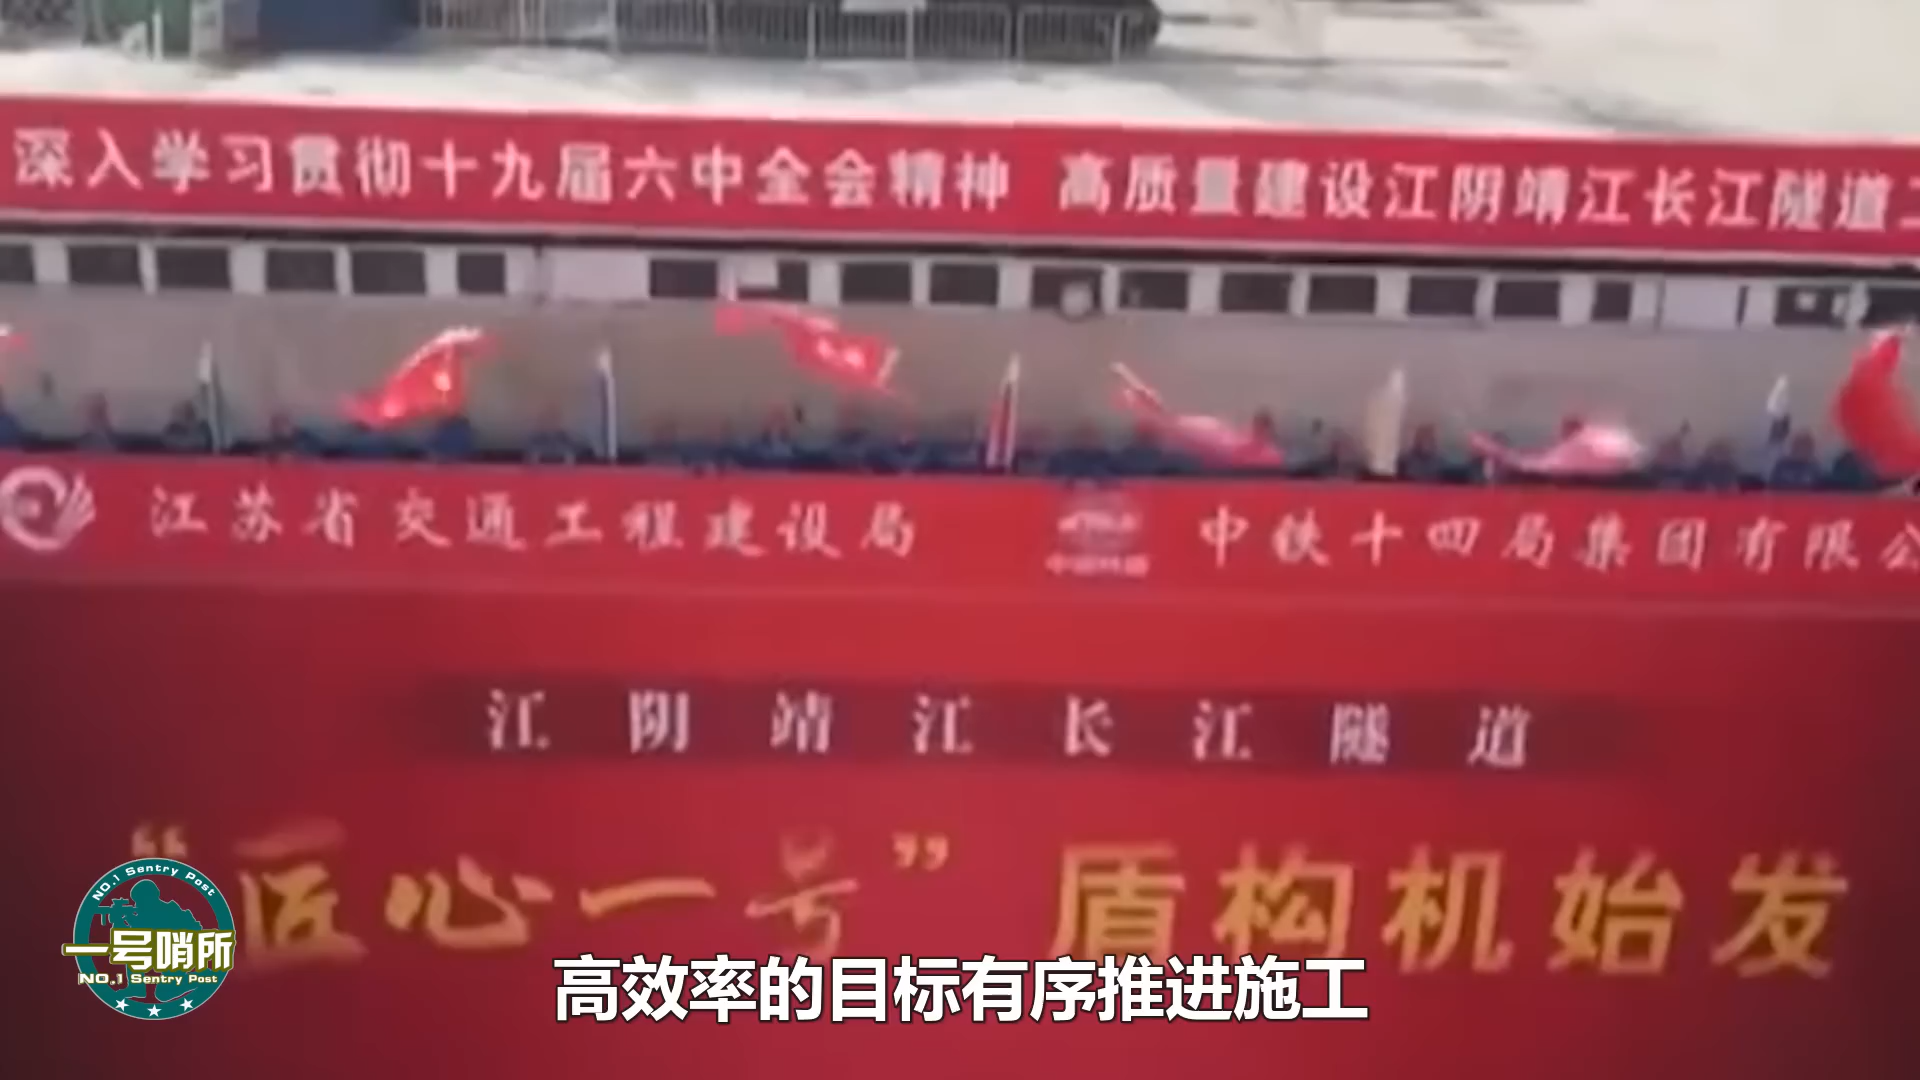 深入学习贯彻十九届六中全会精神 高质量建设江阴靖江长江隧道工
江苏省交通工程建设局 中铁十四局集团有限公
江阴靖江长江隧道
“匠心一号”盾构机始发
NO.1 Sentry Post
一号哨所
NO.1 Sentry Post
高效率的目标有序推进施工